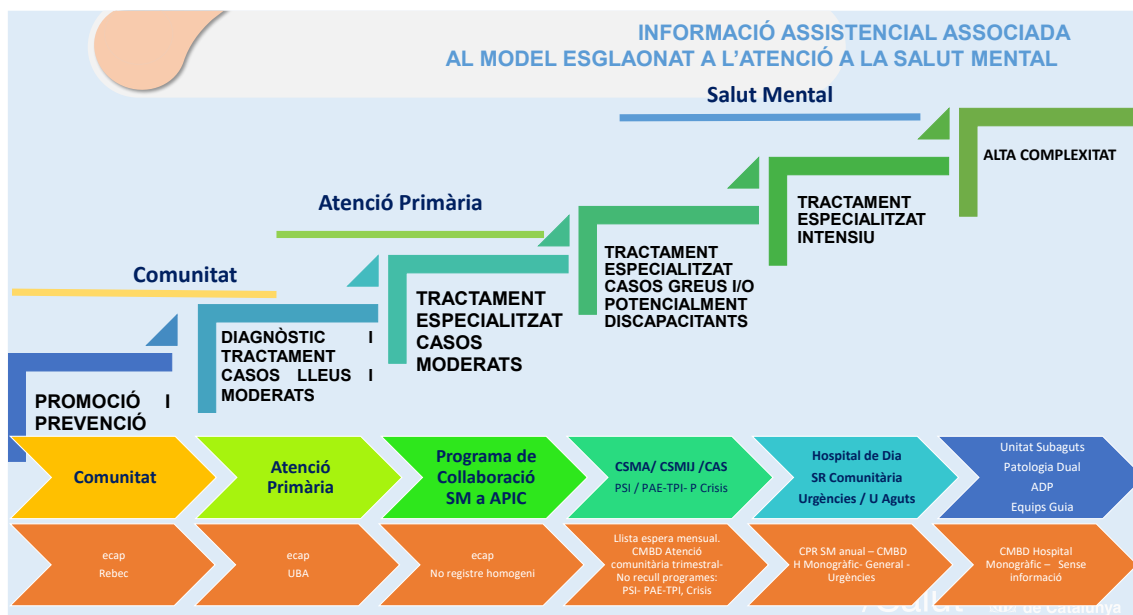 INFORMACIÓ ASSISTENCIAL ASSOCIADA
AL MODEL ESGLAONAT A L'ATENCIÓ A LA SALUT MENTAL
Salut Mental
Atenció Primària
Comunitat
ALTA COMPLEXITAT
TRACTAMENT
ESPECIALITZAT
INTENSIU
TRACTAMENT
ESPECIALITZAT
CASOS GREUS I/O
POTENCIALMENT
DISCAPACITANTS
TRACTAMENT
ESPECIALITZAT
CASOS
MODERATS
DIAGNÒSTIC I
TRACTAMENT
CASOS LLEUS I
MODERATS
PROMOCIÓ I
PREVENCIÓ
Comunitat
Atenció
Primària
Programa de
Collaboració
SM a APIC
CSMA/ CSMIJ /CAS
PSI / PAE-TPI- P Crisis
Hospital de Dia
SR Comunitària
Urgències / U Aguts
Unitat Subaguts
Patologia Dual
ADP
Equips Guia
ecap
Rebec
ecap
UBA
ecap
No registre homogeni
Llista espera mensual.
CMBD Atenció
comunitària trimestral-
No recull programes:
PSI- PAE-TPI, Crisis
CPR SM anual – CMBD
H Monogràfic- General -
Urgències
CMBD Hospital
Monogràfic – Sense
informació
/Salut
de Catalunya